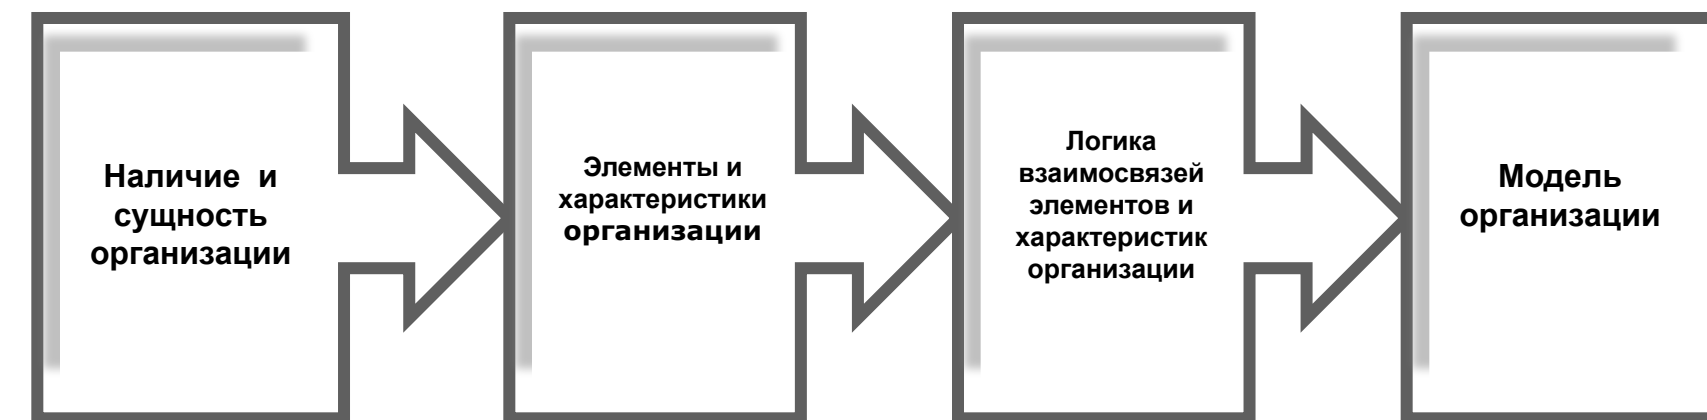 Наличие и
сущность
организации
Элементы и
характеристики
организации
Логика
взаимосвязей
элементов и
характеристик
организации
Модель
организации